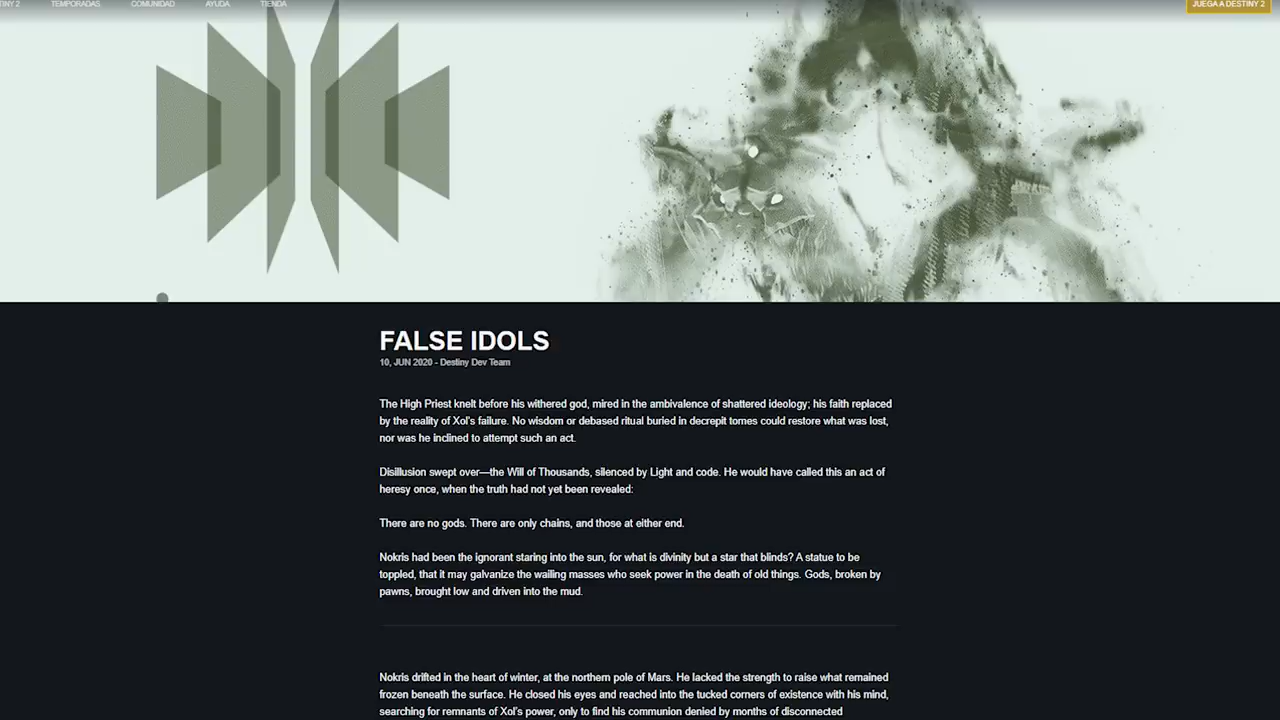 TINY 2 TEMPORADAS COMUNIDAD AYUDA TIENDA JUEGA A DESTINY 2
FALSE IDOLS
10, JUN 2020 - Destiny Dev Team
The High Priest knelt before his withered god, mired in the ambivalence of shattered ideology; his faith replaced
by the reality of Xol's failure. No wisdom or debased ritual buried in decrepit tomes could restore what was lost,
nor was he inclined to attempt such an act.
Disillusion swept over—the Will of Thousands, silenced by Light and code. He would have called this an act of
heresy once, when the truth had not yet been revealed:
There are no gods. There are only chains, and those at either end.
Nokris had been the ignorant staring into the sun, for what is divinity but a star that blinds? A statue to be
toppled, that it may galvanize the wailing masses who seek power in the death of old things. Gods, broken by
pawns, brought low and driven into the mud.
Nokris drifted in the heart of winter, at the northern pole of Mars. He lacked the strength to raise what remained
frozen beneath the surface. He closed his eyes and reached into the tucked corners of existence with his mind,
searching for remnants of Xol's power, only to find his communion denied by months of disconnected